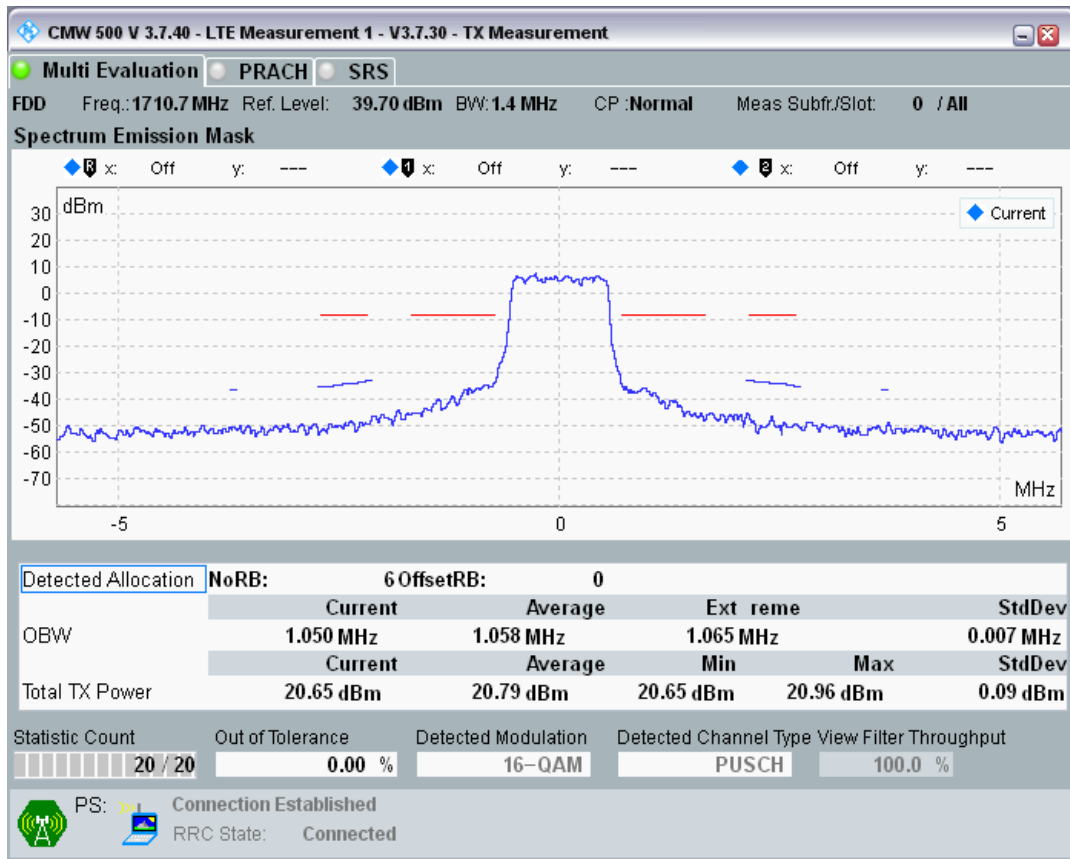 CMW 500 V 3.7.40 - LTE Measurement 1 - V3.7.30 - TX Measurement
Multi Evaluation PRACH SRS
FDD Freq.: 1710.7 MHz Ref. Level: 39.70 dBm BW: 1.4 MHz CP : Normal Meas Subfr./Slot: 0 / All
Spectrum Emission Mask
R x: Off y: --- 1 x: Off y: --- 2 x: Off y: ---
dBm
Current
30
20
10
0
-10
-20
-30
-40
-50
-60
-70
MHz
-5 0 5
Detected Allocation NoRB: 6 OffsetRB: 0
Current Average Ext reme StdDev
OBW 1.050 MHz 1.058 MHz 1.065 MHz 0.007 MHz
Current Average Min Max StdDev
Total TX Power 20.65 dBm 20.79 dBm 20.65 dBm 20.96 dBm 0.09 dBm
Statistic Count Out of Tolerance Detected Modulation Detected Channel Type View Filter Throughput
20 / 20 0.00 % 16-QAM PUSCH 100.0 %
PS: Connection Established
RRC State: Connected